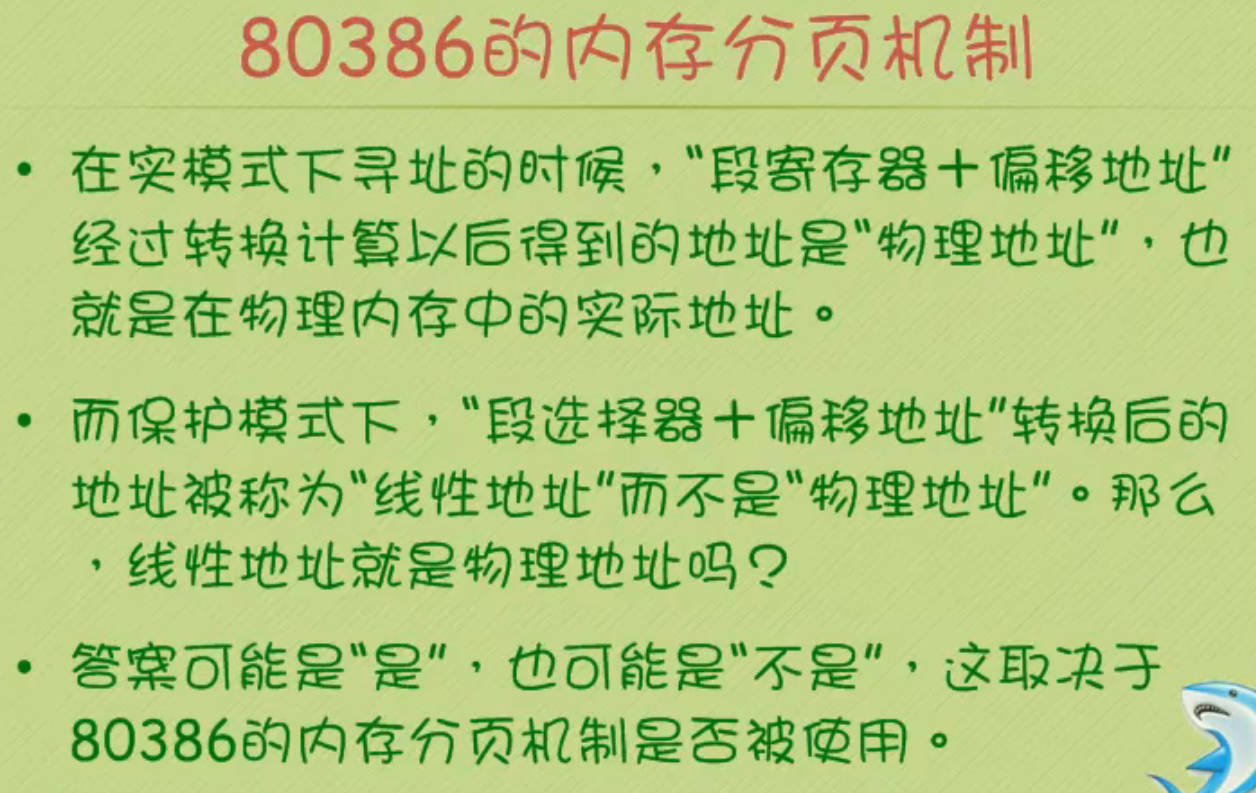 80386的内存分页机制
• 在实模式下寻址的时候，“段寄存器＋偏移地址”
经过转换计算以后得到的地址是“物理地址”，也
就是在物理内存中的实际地址。
• 而保护模式下，“段选择器＋偏移地址”转换后的
地址被称为“线性地址”而不是“物理地址”。那么
，线性地址就是物理地址吗？
• 答案可能是“是”，也可能是“不是”，这取决于
80386的内存分页机制是否被使用。